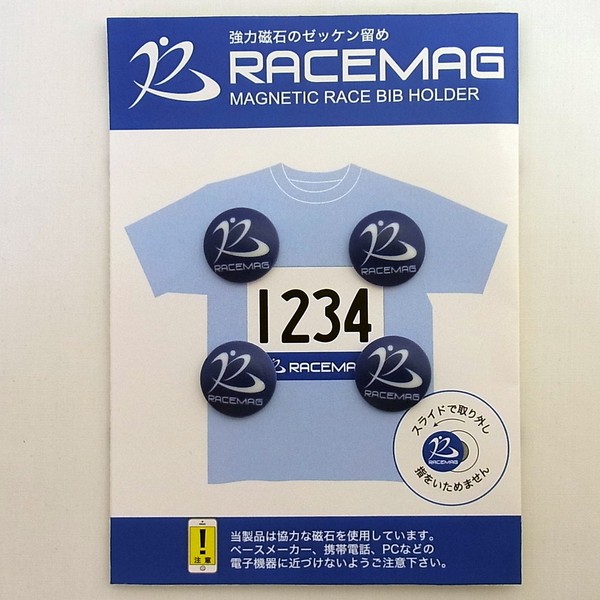 強力磁石のゼッケン留め
RACEMAG
MAGNETIC RACE BIB HOLDER
RACEMAG
RACEMAG
1234
RACEMA
RACEMAG
RACEMAG
スライドで取り外し
RACEMAG
指をいためません
当製品は協力な磁石を使用しています。
ペースメーカー、携帯電話、PCなどの
電子機器に近づけないようご注意下さい。
!
注意